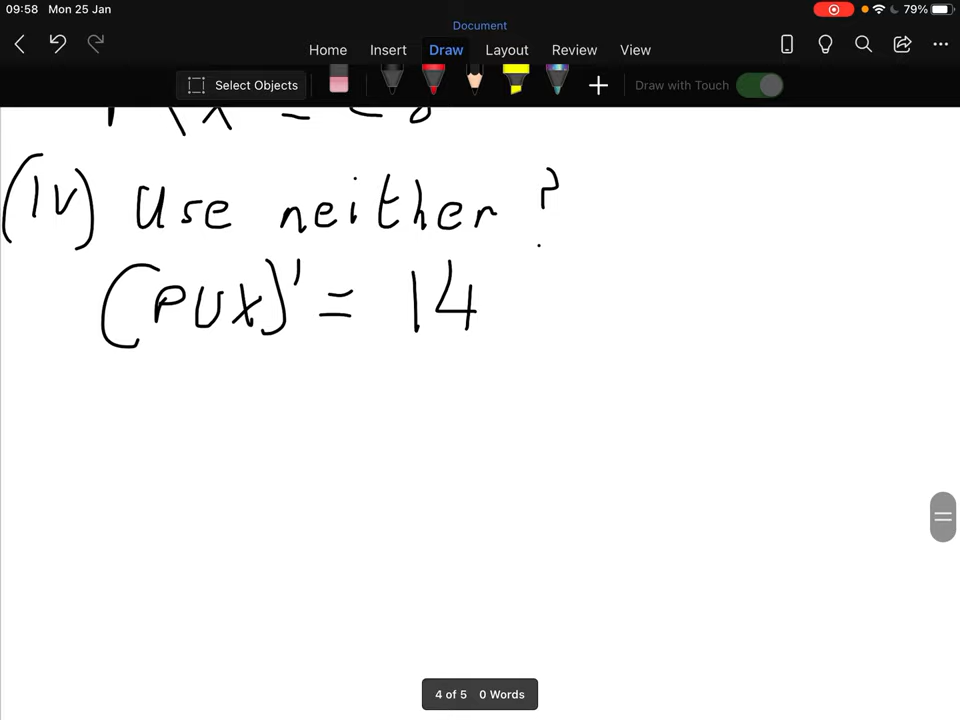 09:58 Mon 25 Jan 79%
Document
Home Insert Draw Layout Review View
Select Objects Draw with Touch
(iv) Use neither ?
(PUX)' = 14
4 of 5 0 Words